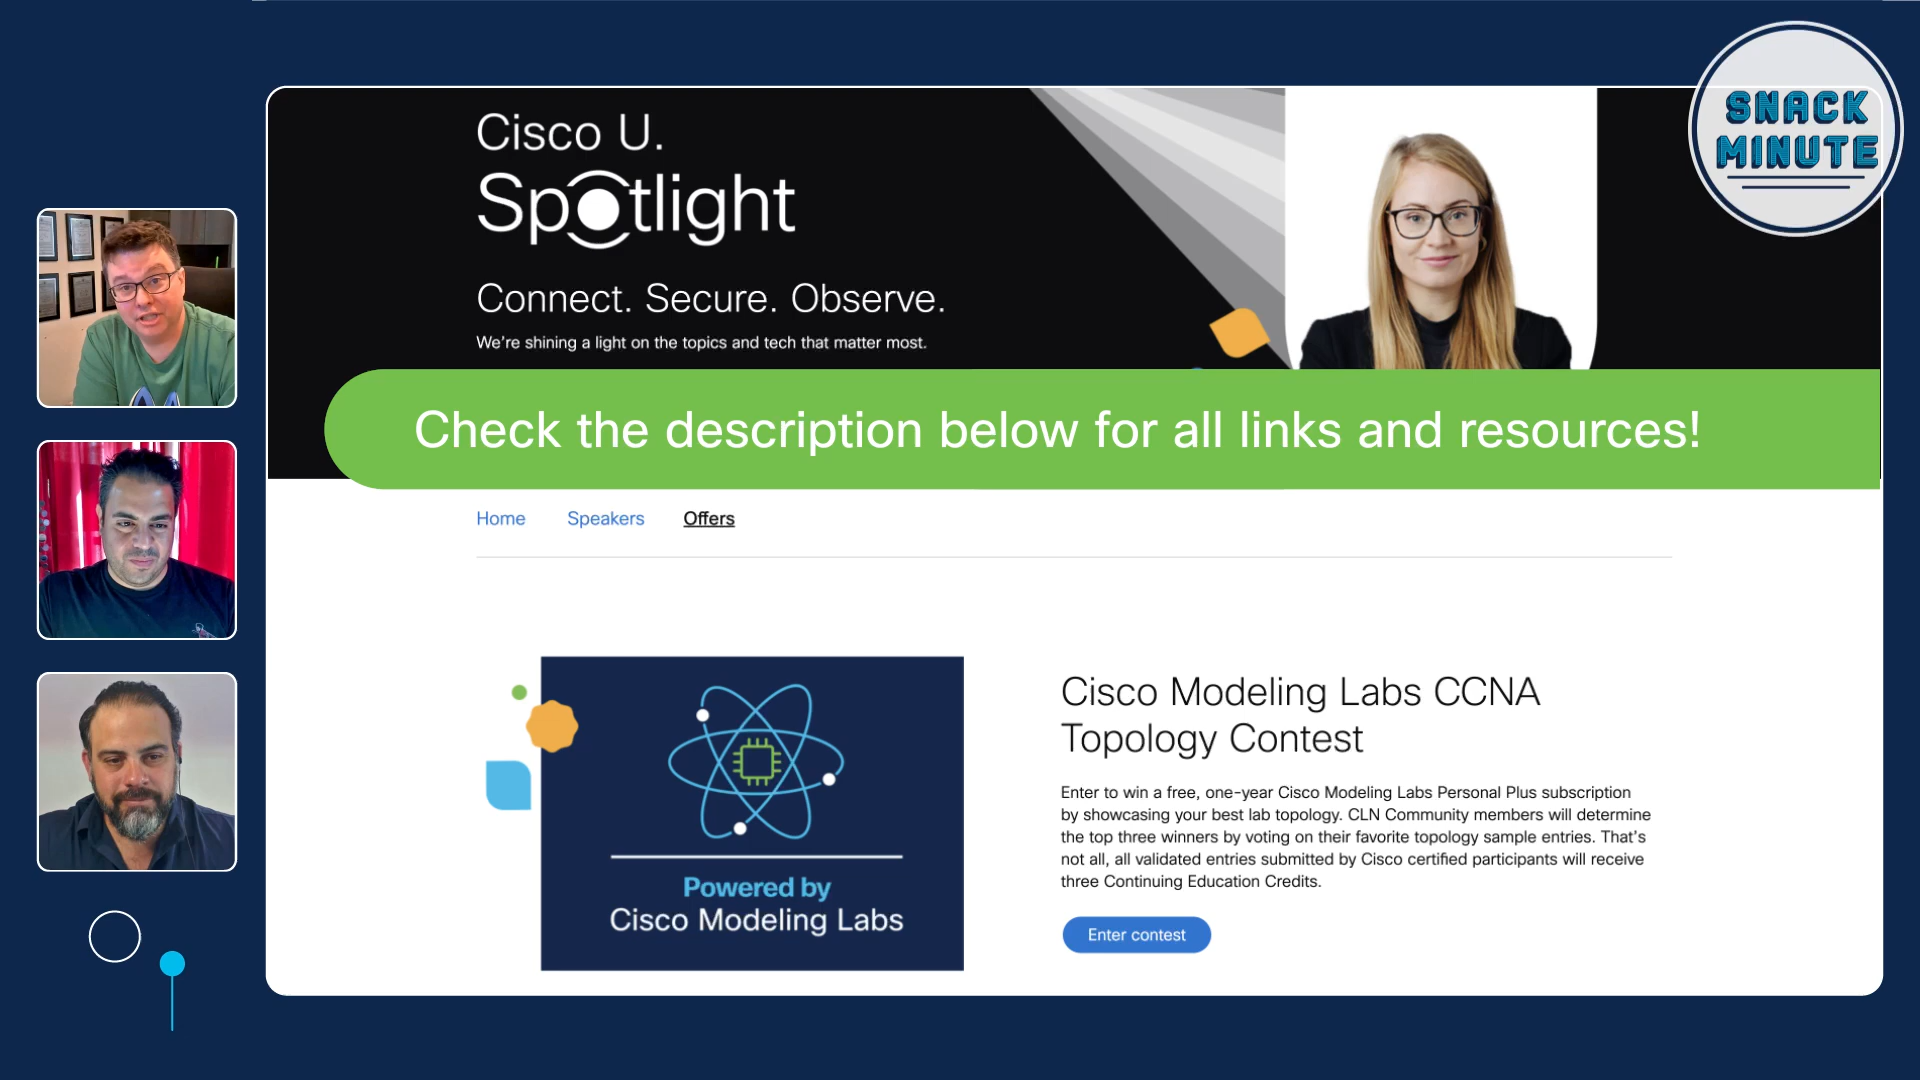 SNACK
MINUTE
Cisco U.
Spotlight
Connect. Secure. Observe.
We're shining a light on the topics and tech that matter most.
Check the description below for all links and resources!
Home
Speakers
Offers
Powered by
Cisco Modeling Labs
Cisco Modeling Labs CCNA
Topology Contest
Enter to win a free, one-year Cisco Modeling Labs Personal Plus subscription
by showcasing your best lab topology. CLN Community members will determine
the top three winners by voting on their favorite topology sample entries. That's
not all, all validated entries submitted by Cisco certified participants will receive
three Continuing Education Credits.
Enter contest